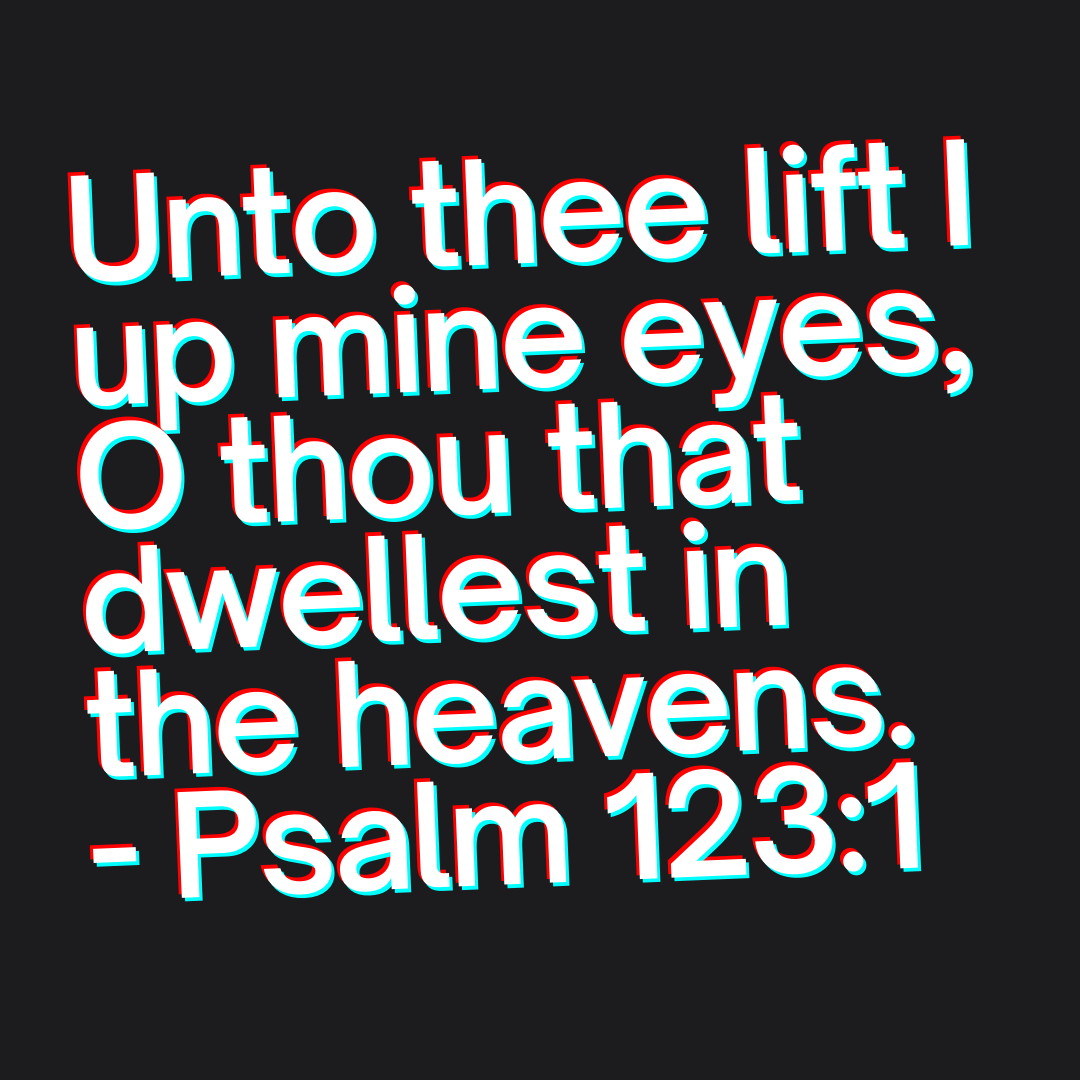 Unto thee lift I
up mine eyes,
O thou that
dwellest in
the heavens.
- Psalm 123:1